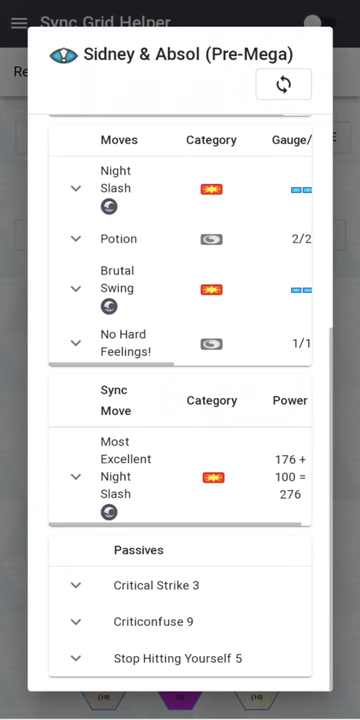 Sync Grid Helper
Sidney & Absol (Pre-Mega)
Re
Moves Category Gauge/
Night
Slash
Potion 2/2
Brutal
Swing
No Hard
Feelings! 1/1
Sync
Move Category Power
Most
Excellent 176 +
Night 100 =
Slash 276
Passives
Critical Strike 3
Criticonfuse 9
Stop Hitting Yourself 5